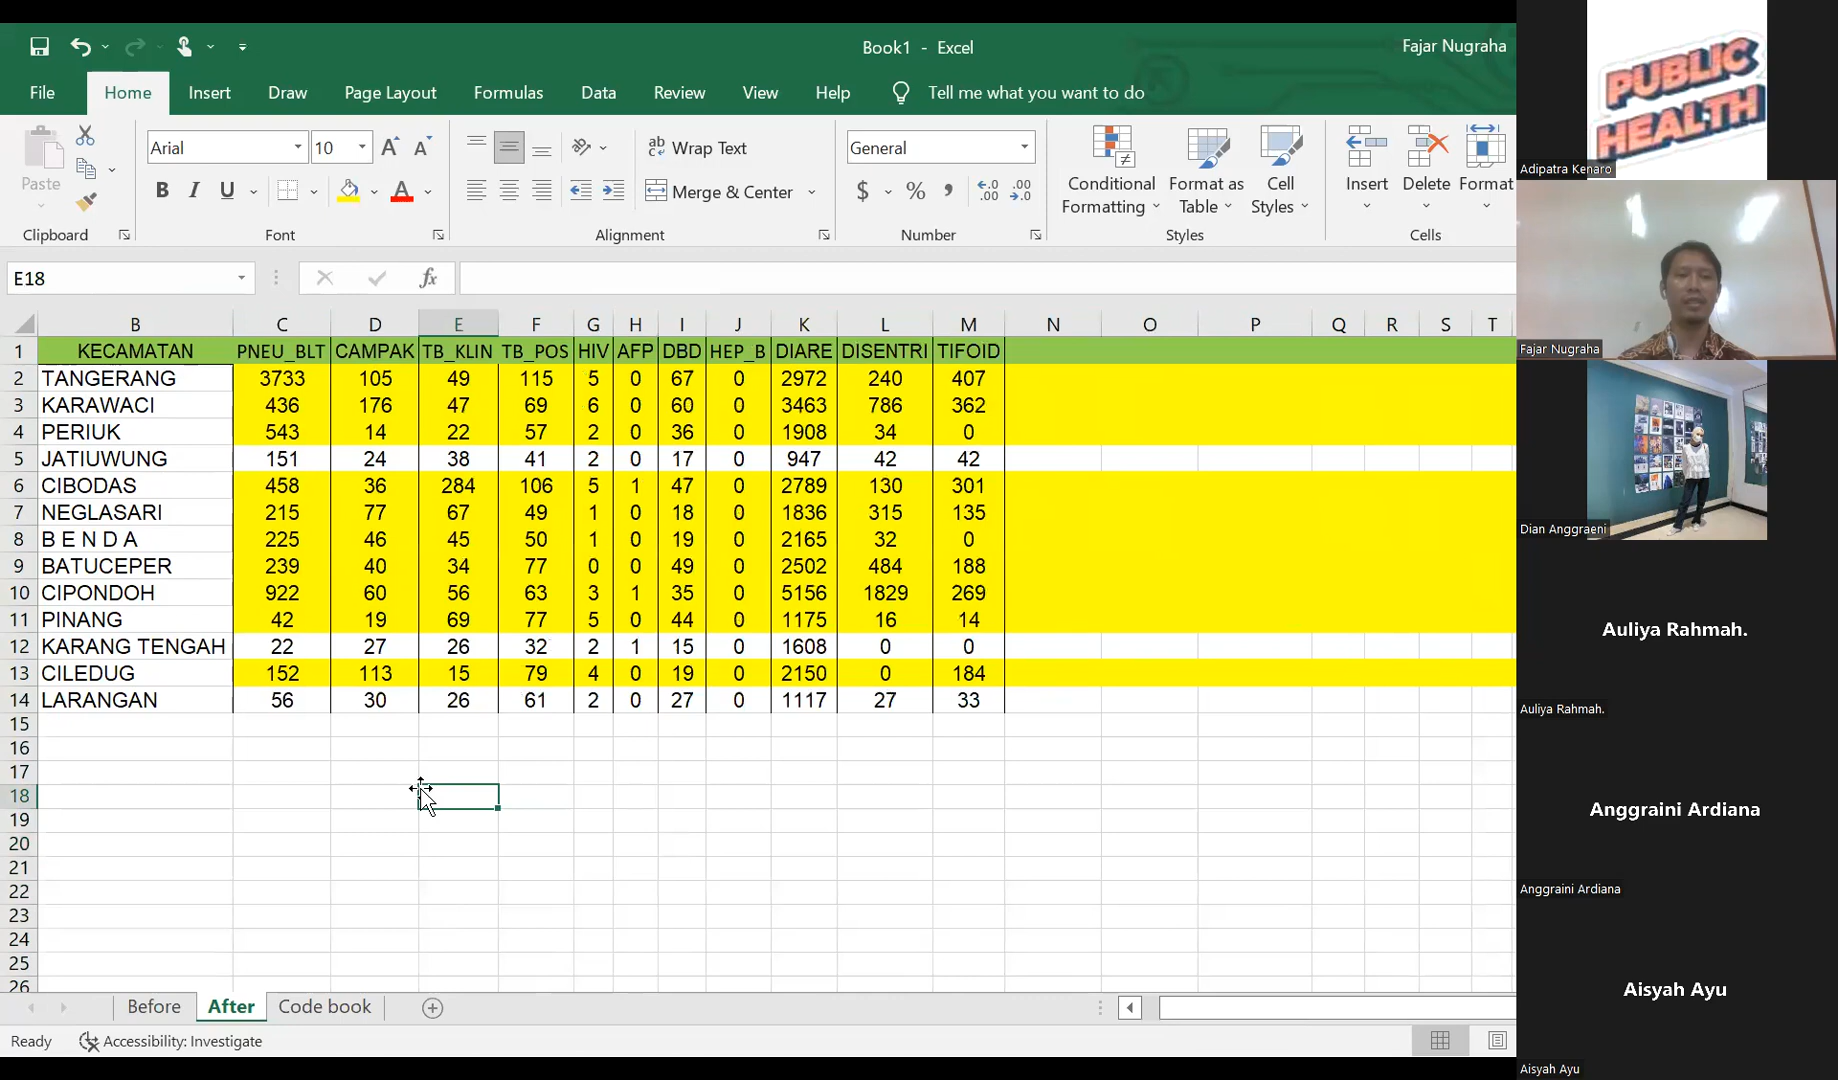 Book1 - Excel
Fajar Nugraha
File Home Insert Draw Page Layout Formulas Data Review View Help Tell me what you want to do
Paste
Clipboard
Arial 10
B I U
Font
Wrap Text
Merge & Center
Alignment
General
$ % ,
Number
Conditional Formatting
Format as Table
Cell Styles
Styles
Insert Delete Format
Cells
E18 fx
B C D E F G H I J K L M N O P Q R S T
1 KECAMATAN PNEU_BLT CAMPAK TB_KLIN TB_POS HIV AFP DBD HEP_B DIARE DISENTRI TIFOID
2 TANGERANG 3733 105 49 115 5 0 67 0 2972 240 407
3 KARAWACI 436 176 47 69 6 0 60 0 3463 786 362
4 PERIUK 543 14 22 57 2 0 36 0 1908 34 0
5 JATIUWUNG 151 24 38 41 2 0 17 0 947 42 42
6 CIBODAS 458 36 284 106 5 1 47 0 2789 130 301
7 NEGLASARI 215 77 67 49 1 0 18 0 1836 315 135
8 B E N D A 225 46 45 50 1 0 19 0 2165 32 0
9 BATUCEPER 239 40 34 77 0 0 49 0 2502 484 188
10 CIPONDOH 922 60 56 63 3 1 35 0 5156 1829 269
11 PINANG 42 19 69 77 5 0 44 0 1175 16 14
12 KARANG TENGAH 22 27 26 32 2 1 15 0 1608 0 0
13 CILEDUG 152 113 15 79 4 0 19 0 2150 0 184
14 LARANGAN 56 30 26 61 2 0 27 0 1117 27 33
15
16
17
18
19
20
21
22
23
24
25
26
Before After Code book
Ready Accessibility: Investigate
PUBLIC
HEALTH
Adipatra Kenaro
Fajar Nugraha
Dian Anggraeni
Auliya Rahmah.
Auliya Rahmah.
Anggraini Ardiana
Anggraini Ardiana
Aisyah Ayu
Aisyah Ayu